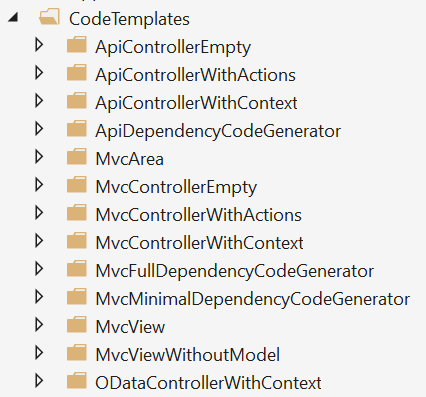 CodeTemplates
ApiControllerEmpty
ApiControllerWithActions
ApiControllerWithContext
ApiDependencyCodeGenerator
MvcArea
MvcControllerEmpty
MvcControllerWithActions
MvcControllerWithContext
MvcFullDependencyCodeGenerator
MvcMinimalDependencyCodeGenerator
MvcView
MvcViewWithoutModel
ODataControllerWithContext